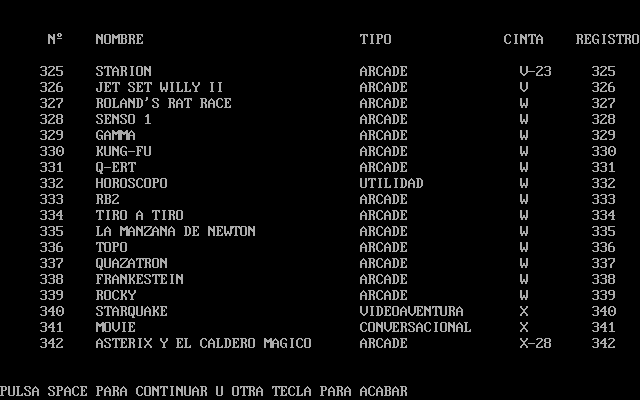 Nº NOMBRE TIPO CINTA REGISTRO
325 STARION ARCADE V-23 325
326 JET SET WILLY II ARCADE V 326
327 ROLAND'S RAT RACE ARCADE W 327
328 SENSO 1 ARCADE W 328
329 GAMMA ARCADE W 329
330 KUNG-FU ARCADE W 330
331 Q-ERT ARCADE W 331
332 HOROSCOPO UTILIDAD W 332
333 RB2 ARCADE W 333
334 TIRO A TIRO ARCADE W 334
335 LA MANZANA DE NEWTON ARCADE W 335
336 TOPO ARCADE W 336
337 QUAZATRON ARCADE W 337
338 FRANKESTEIN ARCADE W 338
339 ROCKY ARCADE W 339
340 STARQUAKE VIDEOAVENTURA X 340
341 MOVIE CONVERSACIONAL X 341
342 ASTERIX Y EL CALDERO MAGICO ARCADE X-28 342
PULSA SPACE PARA CONTINUAR U OTRA TECLA PARA ACABAR